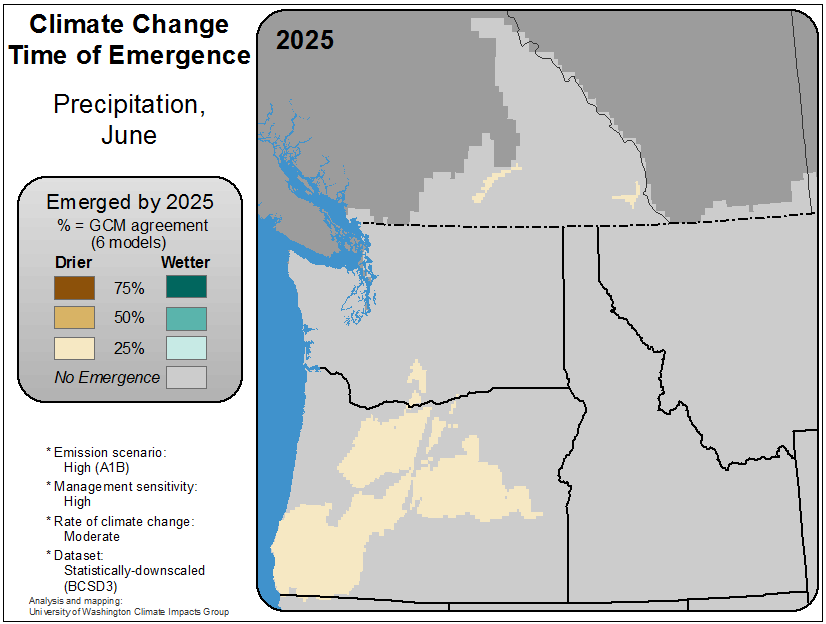 Climate Change
Time of Emergence
Precipitation,
June
Emerged by 2025
% = GCM agreement
(6 models)
Drier Wetter
75%
50%
25%
No Emergence
* Emission scenario:
High (A1B)
* Management sensitivity:
High
* Rate of climate change:
Moderate
* Dataset:
Statistically-downscaled
(BCSD3)
Analysis and mapping:
University of Washington Climate Impacts Group
2025